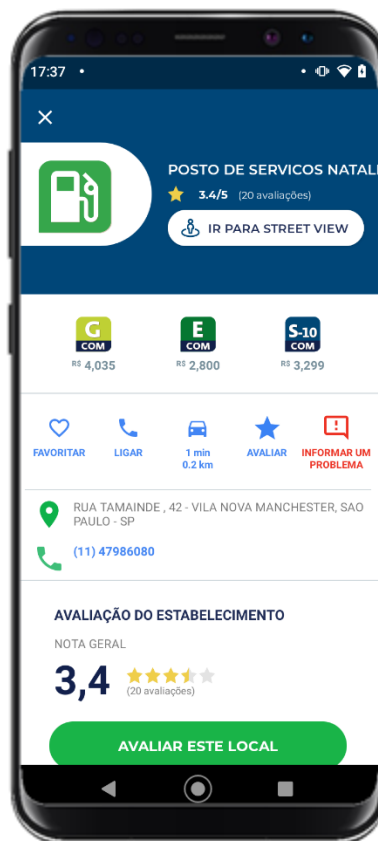 17:37
POSTO DE SERVICOS NATALI
3.4/5 (20 avaliações)
IR PARA STREET VIEW
G COM
E COM
S-10 COM
R$ 4,035
R$ 2,800
R$ 3,299
FAVORITAR
LIGAR
1 min
0.2 km
AVALIAR
INFORMAR UM
PROBLEMA
RUA TAMAINDE , 42 - VILA NOVA MANCHESTER, SAO
PAULO - SP
(11) 47986080
AVALIAÇÃO DO ESTABELECIMENTO
NOTA GERAL
3,4
(20 avaliações)
AVALIAR ESTE LOCAL